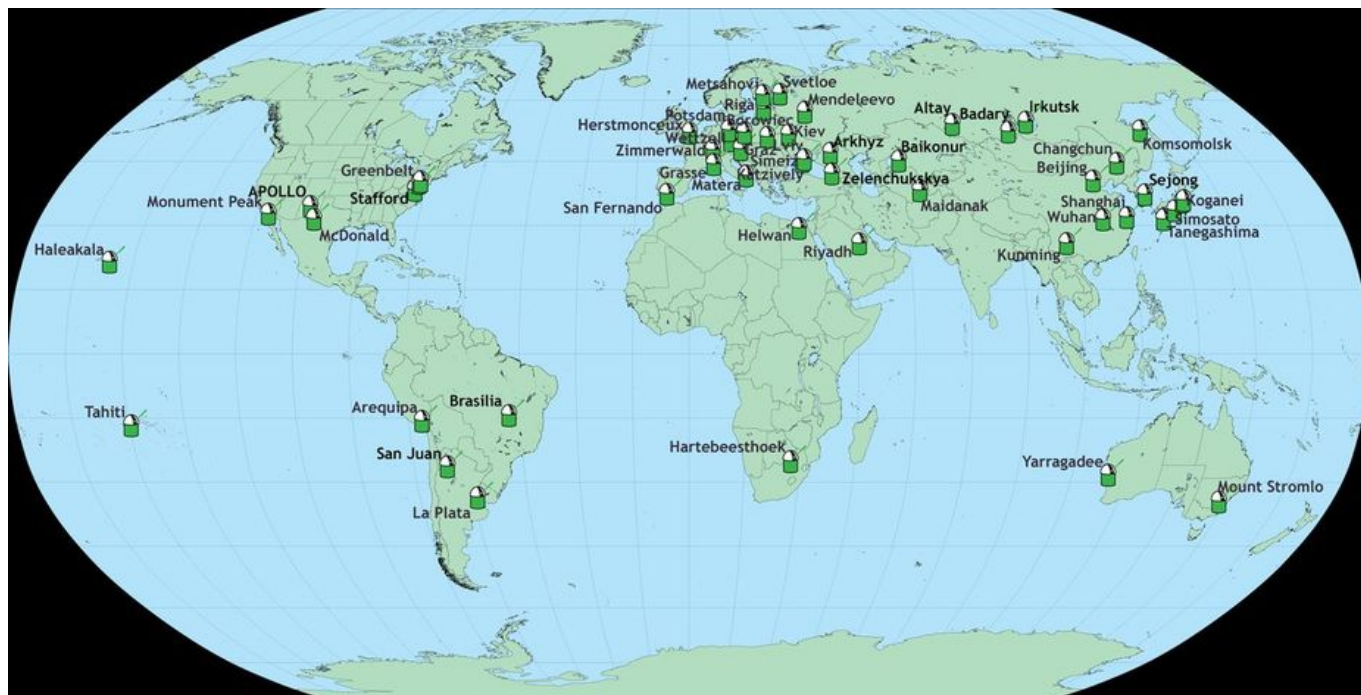 Metsahovi
Svetloe
Riga
Mendeleevo
Potsdam
Borowiec
Herstmonceux
Kiev
Wettzell
Zimmerwald
Graz
Lviv
Simeiz
Arkhyz
Grasse
Matera
Katzively
Zelenchukskya
San Fernando
Altay
Badary
Irkutsk
Baikonur
Maidanak
Changchun
Komsomolsk
Beijing
Sejong
Shanghai
Koganei
Wuhan
Simosato
Tanegashima
Kunming
Greenbelt
Stafford
APOLLO
Monument Peak
McDonald
Haleakala
Helwan
Riyadh
Tahiti
Arequipa
Brasilia
San Juan
La Plata
Hartebeesthoek
Yarragadee
Mount Stromlo